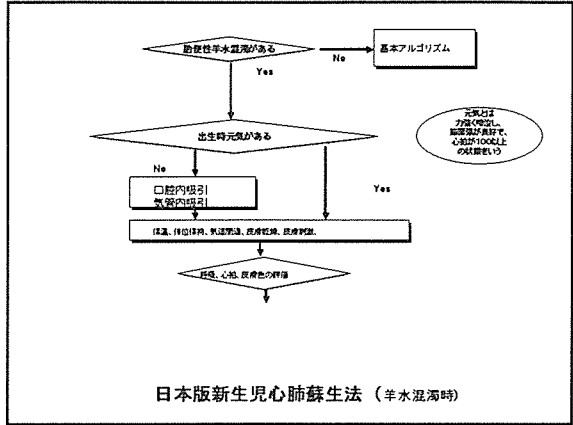 胎便性羊水混濁がある
No
基本アルゴリズム
Yes
出生時元気がある
元気とは
力強く啼泣し、
筋緊張が良好で、
心拍が100以上
の状態をいう
No
Yes
口腔内吸引
気管内吸引
保温、体位保持、気道開通、皮膚乾燥、皮膚刺激、
呼吸、心拍、皮膚色の評価
日本版新生児心肺蘇生法（羊水混濁時）